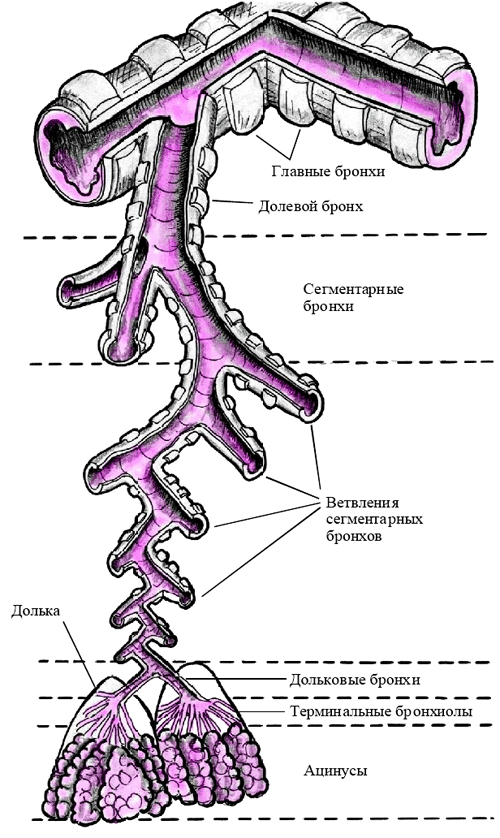 Главные бронхи
Долевой бронх
Сегментарные
бронхи
Ветвления
сегментарных
бронхов
Долька
Дольковые бронхи
Терминальные бронхиолы
Ацинусы